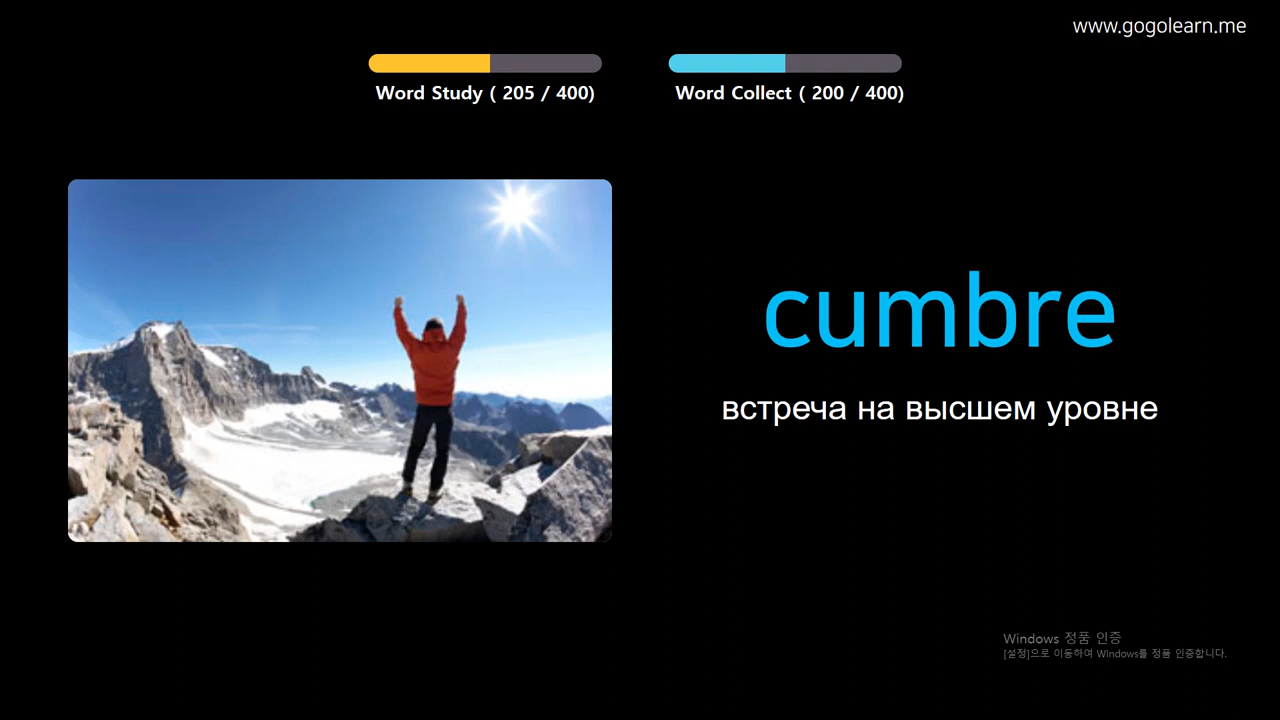 www.gogolearn.me
Word Study ( 205 / 400)
Word Collect ( 200 / 400)
cumbre
встреча на высшем уровне
Windows 정품 인증
[설정]으로 이동하여 Windows를 정품 인증합니다.